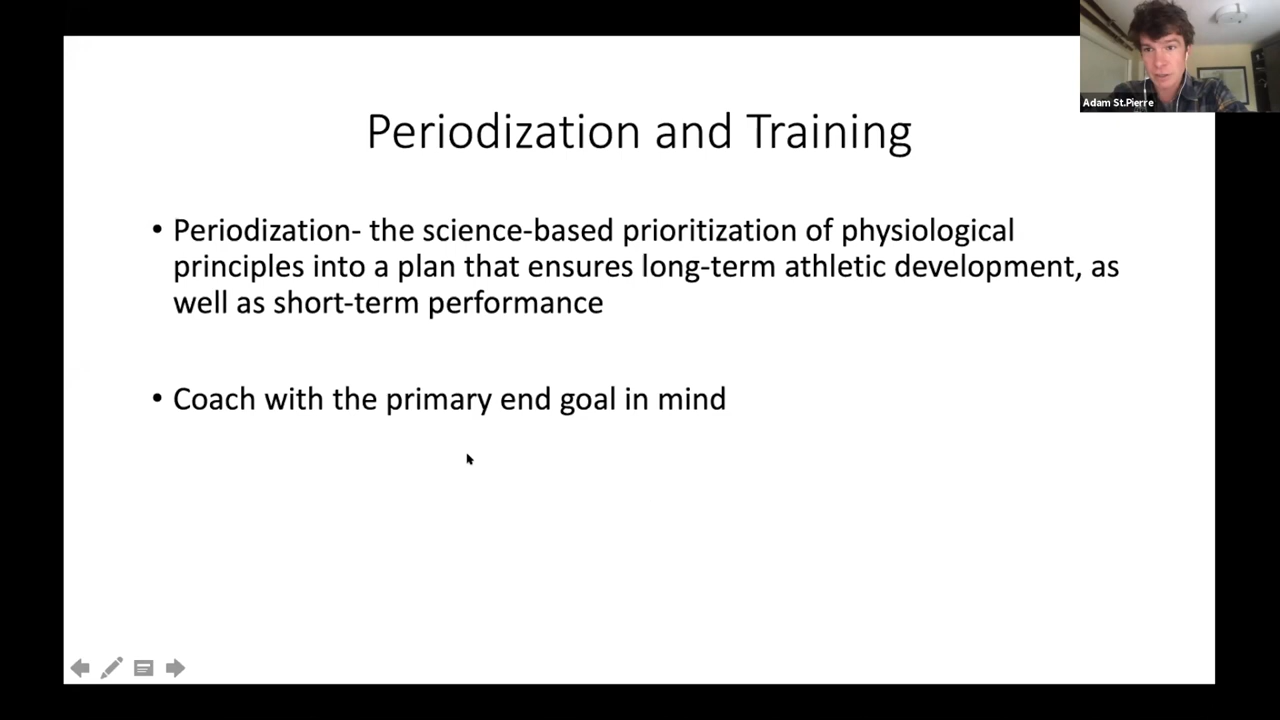 Adam St.Pierre
Periodization and Training
• Periodization- the science-based prioritization of physiological
principles into a plan that ensures long-term athletic development, as
well as short-term performance
• Coach with the primary end goal in mind